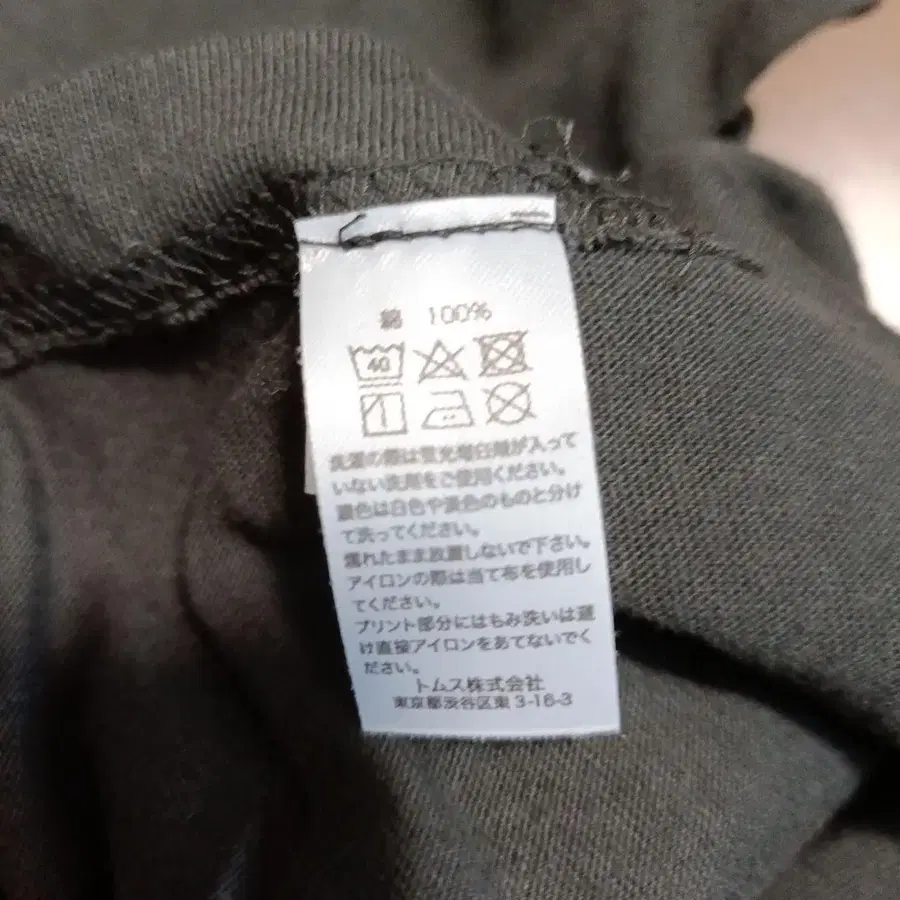 綿 100%
40
洗濯の際は蛍光増白剤が入って
いない洗剤をご使用ください。
濃色は白色や淡色のものと分け
て洗ってください。
濡れたまま放置しないで下さい。
アイロンの際は当て布を使用し
てください。
プリント部分にはもみ洗いは避
け直接アイロンをあてないでく
ださい。
トムス株式会社
東京都渋谷区東 3-16-3